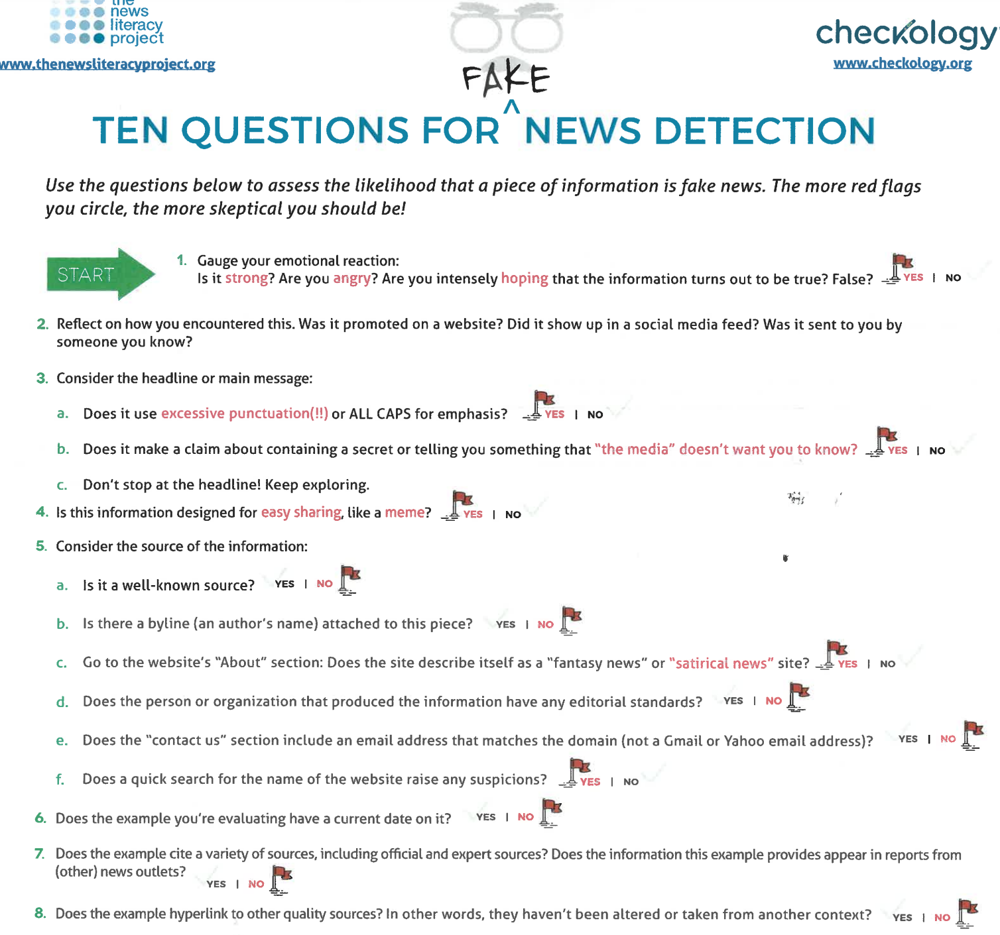 the
news
literacy
project
www.thenewsliteracyproject.org
checkology
www.checkology.org
FAKE
^
TEN QUESTIONS FOR NEWS DETECTION
Use the questions below to assess the likelihood that a piece of information is fake news. The more red flags
you circle, the more skeptical you should be!
START
1. Gauge your emotional reaction:
Is it strong? Are you angry? Are you intensely hoping that the information turns out to be true? False? YES | NO
2. Reflect on how you encountered this. Was it promoted on a website? Did it show up in a social media feed? Was it sent to you by
someone you know?
3. Consider the headline or main message:
a. Does it use excessive punctuation(!!) or ALL CAPS for emphasis? YES | NO
b. Does it make a claim about containing a secret or telling you something that "the media" doesn't want you to know? YES | NO
c. Don't stop at the headline! Keep exploring.
4. Is this information designed for easy sharing, like a meme? YES | NO
5. Consider the source of the information:
a. Is it a well-known source? YES | NO
b. Is there a byline (an author's name) attached to this piece? YES | NO
c. Go to the website's "About" section: Does the site describe itself as a "fantasy news" or "satirical news" site? YES | NO
d. Does the person or organization that produced the information have any editorial standards? YES | NO
e. Does the "contact us" section include an email address that matches the domain (not a Gmail or Yahoo email address)? YES | NO
f. Does a quick search for the name of the website raise any suspicions? YES | NO
6. Does the example you're evaluating have a current date on it? YES | NO
7. Does the example cite a variety of sources, including official and expert sources? Does the information this example provides appear in reports from
(other) news outlets? YES | NO
8. Does the example hyperlink to other quality sources? In other words, they haven't been altered or taken from another context? YES | NO